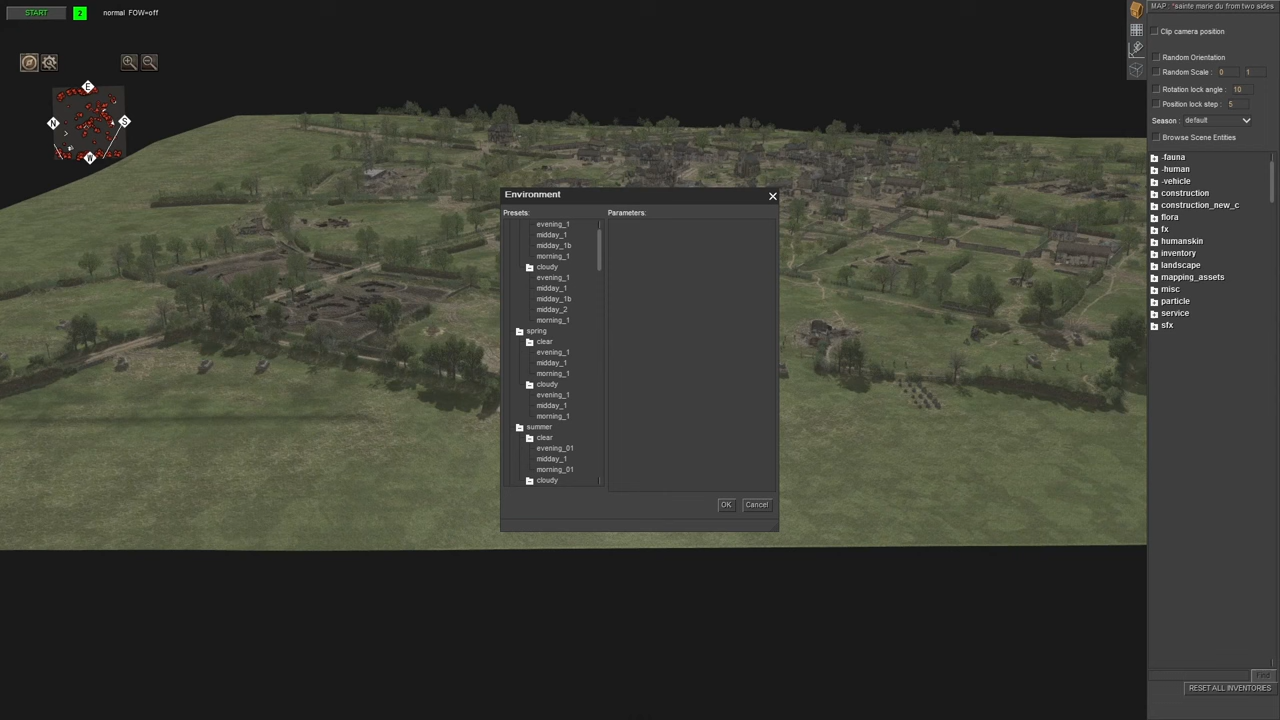 START
2
normal FOW=off
MAP : "sainte marie du from two sides
Clip camera position
Random Orientation
Random Scale : 0 1
Rotation lock angle : 10
Position lock step : 5
Season : default
Browse Scene Entities
-fauna
-human
-vehicle
construction
construction_new_c
flora
fx
humanskin
inventory
landscape
mapping_assets
misc
particle
service
sfx
Find
RESET ALL INVENTORIES
E
N
S
W
Environment
Presets:
Parameters:
evening_1
midday_1
midday_1b
morning_1
cloudy
evening_1
midday_1
midday_1b
midday_2
morning_1
spring
clear
evening_1
midday_1
morning_1
cloudy
evening_1
midday_1
morning_1
summer
clear
evening_01
midday_1
morning_01
cloudy
OK
Cancel